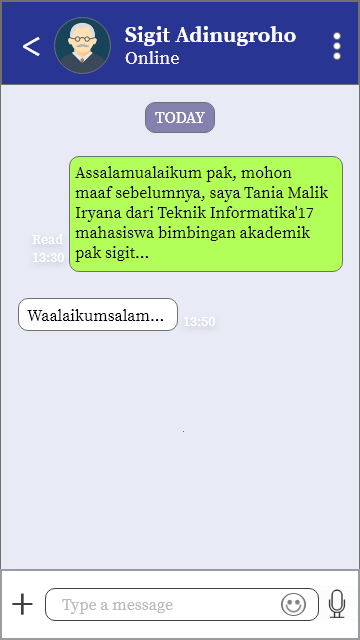 Sigit Adinugroho
Online
TODAY
Assalamualaikum pak, mohon
maaf sebelumnya, saya Tania Malik
Iryana dari Teknik Informatika'17
mahasiswa bimbingan akademik
pak sigit...
Read
13:30
Waalaikumsalam...
13:50
Type a message